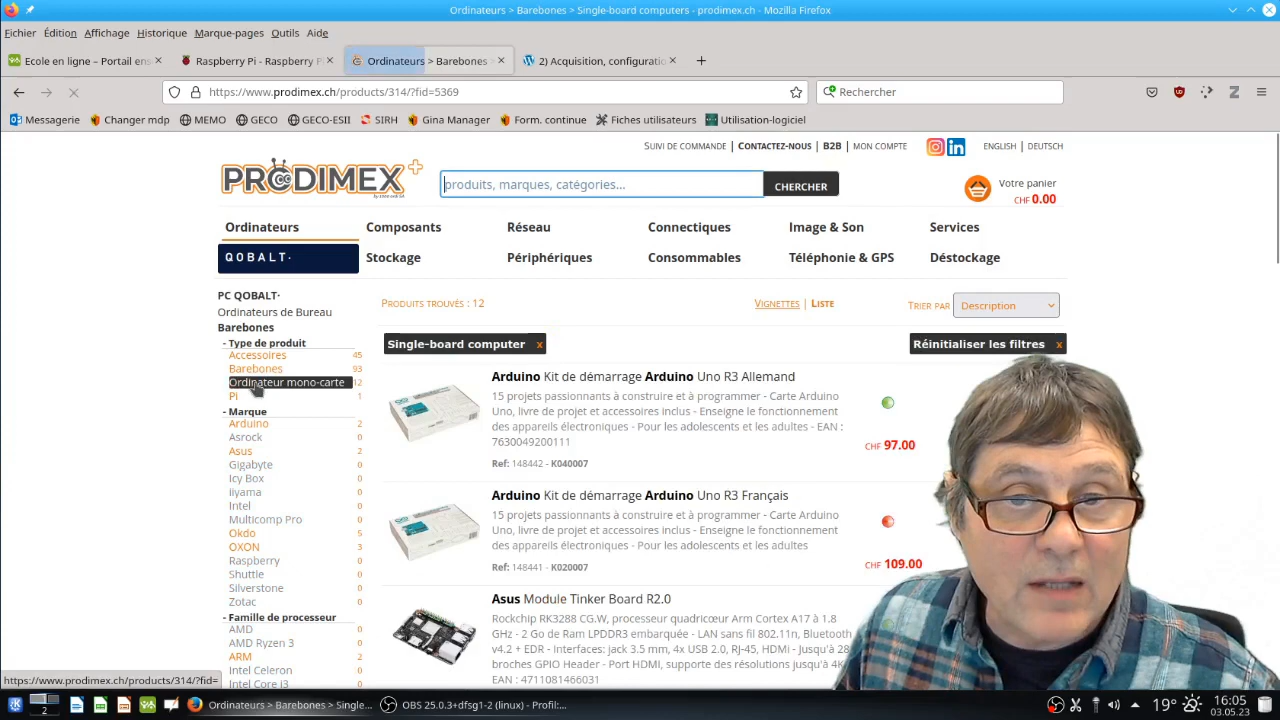 Ordinateurs > Barebones > Single-board computers - prodimex.ch - Mozilla Firefox
Fichier Édition Affichage Historique Marque-pages Outils Aide
Ecole en ligne – Portail ens
Raspberry Pi - Raspberry P
Ordinateurs > Barebones
2) Acquisition, configuratio
https://www.prodimex.ch/products/314/?fid=5369
Rechercher
Messagerie Changer mdp MEMO GECO GECO-ESII SIRH Gina Manager Form. continue Fiches utilisateurs Utilisation-logiciel
SUIVI DE COMMANDE | CONTACTEZ-NOUS | B2B | MON COMPTE
ENGLISH | DEUTSCH
PRODIMEX+
produits, marques, catégories...
CHERCHER
Votre panier
CHF 0.00
Ordinateurs Composants Réseau Connectiques Image & Son Services
QOBALT· Stockage Périphériques Consommables Téléphonie & GPS Déstockage
PC QOBALT·
Ordinateurs de Bureau
Barebones
- Type de produit
Accessoires 45
Barebones 93
Ordinateur mono-carte 12
Pi 1
- Marque
Arduino 2
Asrock 0
Asus 2
Gigabyte 0
Icy Box 0
Iiyama 0
Intel 0
Multicomp Pro 0
Okdo 5
OXON 3
Raspberry 0
Shuttle 0
Silverstone 0
Zotac 0
- Famille de processeur
AMD 0
AMD Ryzen 3 0
ARM 2
Intel Celeron 0
Intel Core i3 0
PRODUITS TROUVÉS : 12
VIGNETTES | LISTE
TRIER PAR Description
Single-board computer x
Réinitialiser les filtres x
Arduino Kit de démarrage Arduino Uno R3 Allemand
15 projets passionnants à construire et à programmer - Carte Arduino
Uno, livre de projet et accessoires inclus - Enseigne le fonctionnement
des appareils électroniques - Pour les adolescents et les adultes - EAN :
7630049200111
CHF 97.00
Ref: 148442 - K040007
Arduino Kit de démarrage Arduino Uno R3 Français
15 projets passionnants à construire et à programmer - Carte Arduino
Uno, livre de projet et accessoires inclus - Enseigne le fonctionnement
des appareils électroniques - Pour les adolescents et les adultes
CHF 109.00
Ref: 148441 - K020007
Asus Module Tinker Board R2.0
Rockchip RK3288 CG.W, processeur quadricœur Arm Cortex A17 à 1.8
GHz - 2 Go de Ram LPDDR3 embarquée - LAN sans fil 802.11n, Bluetooth
v4.2 + EDR - Interfaces: jack 3.5 mm, 4x USB 2.0, RJ-45, HDMi - Jusqu'à 28
broches GPIO Header - Port HDMI, supporte des résolutions jusqu'à 4K
EAN : 4711081466031
https://www.prodimex.ch/products/314/?fid=
2
Ordinateurs > Barebones > Single...
OBS 25.0.3+dfsg1-2 (linux) - Profil:...
19°
16:05
03.05.23